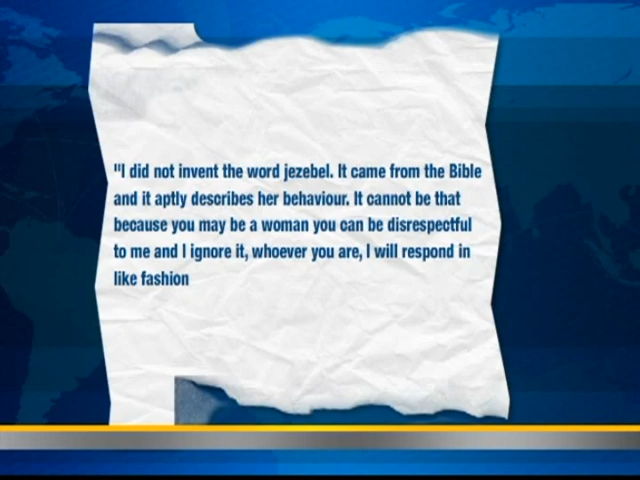 "I did not invent the word jezebel. It came from the Bible
and it aptly describes her behaviour. It cannot be that
because you may be a woman you can be disrespectful
to me and I ignore it, whoever you are, I will respond in
like fashion